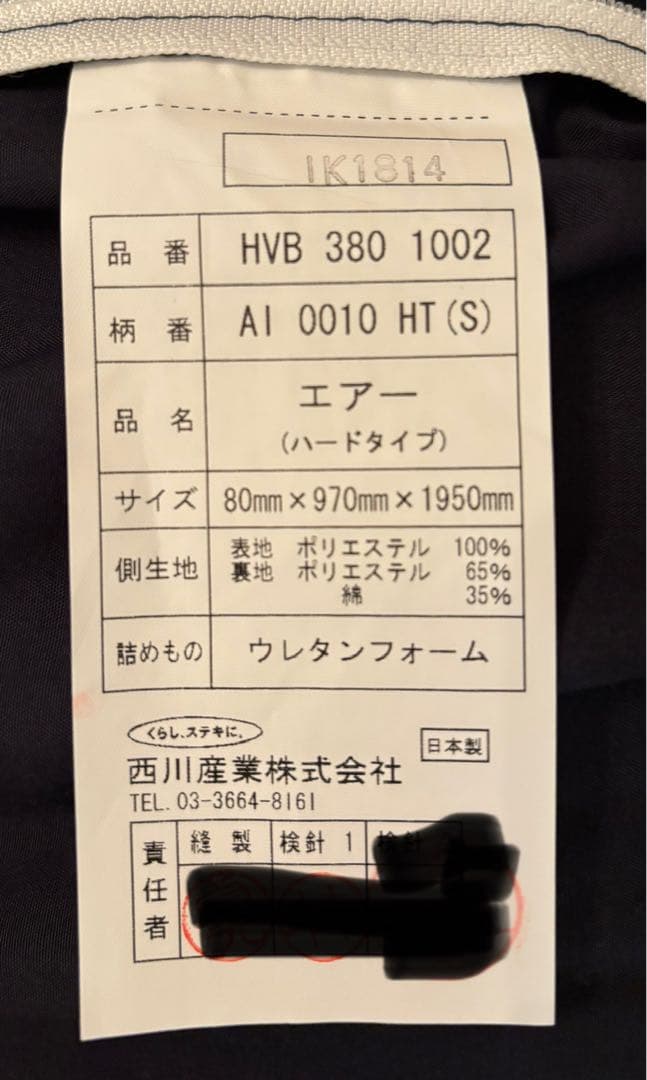 IK1814
品番 HVB 380 1002
柄番 AI 0010 HT(S)
品名 エアー
(ハードタイプ)
サイズ 80mm×970mm×1950mm
側生地 表地 ポリエステル 100%
裏地 ポリエステル 65%
綿 35%
詰めもの ウレタンフォーム
くらし、ステキに。
西川産業株式会社 日本製
TEL.03-3664-8161
責任者 縫製 検針1 検針